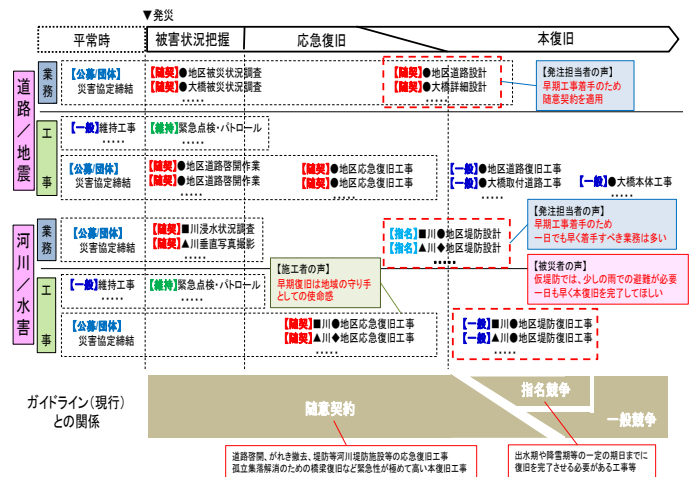 ▼発災
平常時
被害状況把握
応急復旧
本復旧
道路／地震
業務
【公募/団体】
災害協定締結
【随契】●地区被災状況調査
【随契】●大橋被災状況調査
・・・・・
【随契】●地区道路設計
【随契】●大橋詳細設計
・・・・・
【発注担当者の声】
早期工事着手のため
随意契約を適用
工事
【一般】維持工事
・・・・・
【維持】緊急点検・パトロール
・・・・・
【公募/団体】
災害協定締結
【随契】●地区道路啓開作業
【随契】●地区道路啓開作業
・・・・・
【随契】●地区応急復旧工事
【随契】●地区応急復旧工事
・・・・・
【一般】●地区道路復旧工事
【一般】●大橋取付道路工事
・・・・・
【一般】●大橋本体工事
・・・・・
河川／水害
業務
【公募/団体】
災害協定締結
【随契】■川浸水状況調査
【随契】▲川垂直写真撮影
・・・・・
【指名】■川●地区堤防設計
【指名】▲川◆地区堤防設計
・・・・・
【発注担当者の声】
早期工事着手のため
一日でも早く着手すべき業務は多い
工事
【一般】維持工事
・・・・・
【維持】緊急点検・パトロール
・・・・・
【施工者の声】
早期復旧は地域の守り手
としての使命感
【被災者の声】
仮堤防では、少しの雨での避難が必要
一日も早く本復旧を完了してほしい
【公募/団体】
災害協定締結
【随契】■川●地区応急復旧工事
【随契】▲川◆地区応急復旧工事
・・・・・
【一般】■川●地区堤防復旧工事
【一般】▲川●地区堤防復旧工事
・・・・・
ガイドライン（現行）
との関係
随意契約
指名競争
一般競争
道路啓開、がれき撤去、堤防等河川堤防施設等の応急復旧工事
孤立集落解消のための橋梁復旧など緊急性が極めて高い本復旧工事
出水期や降雪期等の一定の期日までに
復旧を完了させる必要がある工事等